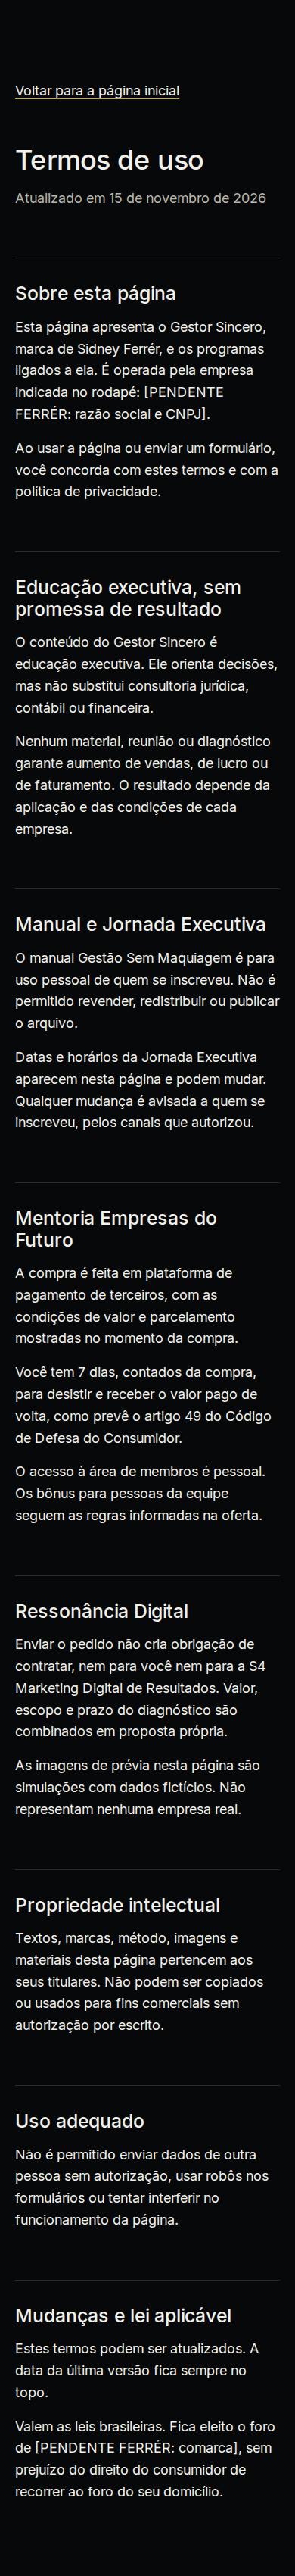 Voltar para a página inicial
Termos de uso
Atualizado em 15 de novembro de 2026
Sobre esta página
Esta página apresenta o Gestor Sincero,
marca de Sidney Ferrér, e os programas
ligados a ela. É operada pela empresa
indicada no rodapé: [PENDENTE
FERRÉR: razão social e CNPJ].
Ao usar a página ou enviar um formulário,
você concorda com estes termos e com a
política de privacidade.
Educação executiva, sem
promessa de resultado
O conteúdo do Gestor Sincero é
educação executiva. Ele orienta decisões,
mas não substitui consultoria jurídica,
contábil ou financeira.
Nenhum material, reunião ou diagnóstico
garante aumento de vendas, de lucro ou
de faturamento. O resultado depende da
aplicação e das condições de cada
empresa.
Manual e Jornada Executiva
O manual Gestão Sem Maquiagem é para
uso pessoal de quem se inscreveu. Não é
permitido revender, redistribuir ou publicar
o arquivo.
Datas e horários da Jornada Executiva
aparecem nesta página e podem mudar.
Qualquer mudança é avisada a quem se
inscreveu, pelos canais que autorizou.
Mentoria Empresas do
Futuro
A compra é feita em plataforma de
pagamento de terceiros, com as
condições de valor e parcelamento
mostradas no momento da compra.
Você tem 7 dias, contados da compra,
para desistir e receber o valor pago de
volta, como prevê o artigo 49 do Código
de Defesa do Consumidor.
O acesso à área de membros é pessoal.
Os bônus para pessoas da equipe
seguem as regras informadas na oferta.
Ressonância Digital
Enviar o pedido não cria obrigação de
contratar, nem para você nem para a S4
Marketing Digital de Resultados. Valor,
escopo e prazo do diagnóstico são
combinados em proposta própria.
As imagens de prévia nesta página são
simulações com dados fictícios. Não
representam nenhuma empresa real.
Propriedade intelectual
Textos, marcas, método, imagens e
materiais desta página pertencem aos
seus titulares. Não podem ser copiados
ou usados para fins comerciais sem
autorização por escrito.
Uso adequado
Não é permitido enviar dados de outra
pessoa sem autorização, usar robôs nos
formulários ou tentar interferir no
funcionamento da página.
Mudanças e lei aplicável
Estes termos podem ser atualizados. A
data da última versão fica sempre no
topo.
Valem as leis brasileiras. Fica eleito o foro
de [PENDENTE FERRÉR: comarca], sem
prejuízo do direito do consumidor de
recorrer ao foro do seu domicílio.